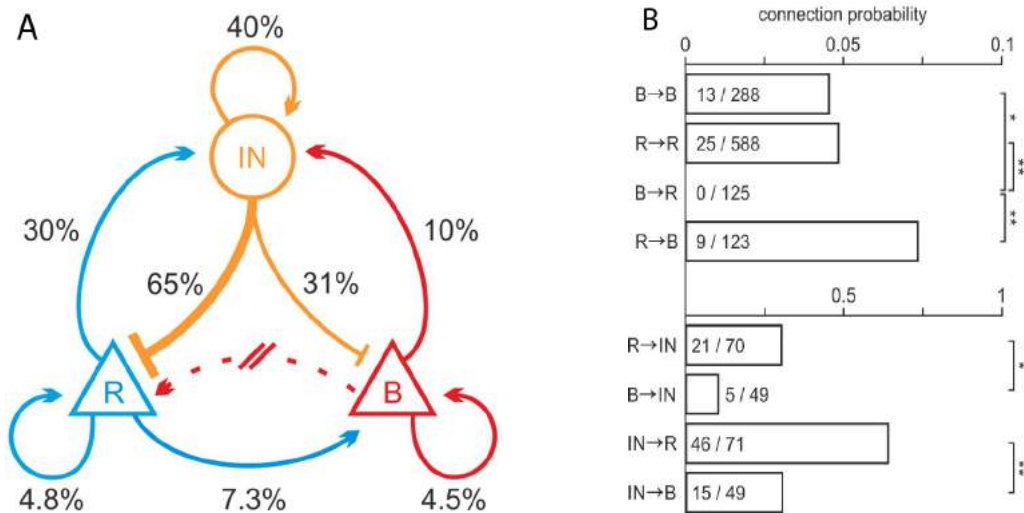 A
40%
IN
30%
10%
65%
31%
R
B
4.8%
7.3%
4.5%
B
connection probability
0
0.05
0.1
B→B
13 / 288
*
R→R
25 / 588
**
B→R
0 / 125
**
R→B
9 / 123
0.5
1
R→IN
21 / 70
*
B→IN
5 / 49
IN→R
46 / 71
**
IN→B
15 / 49